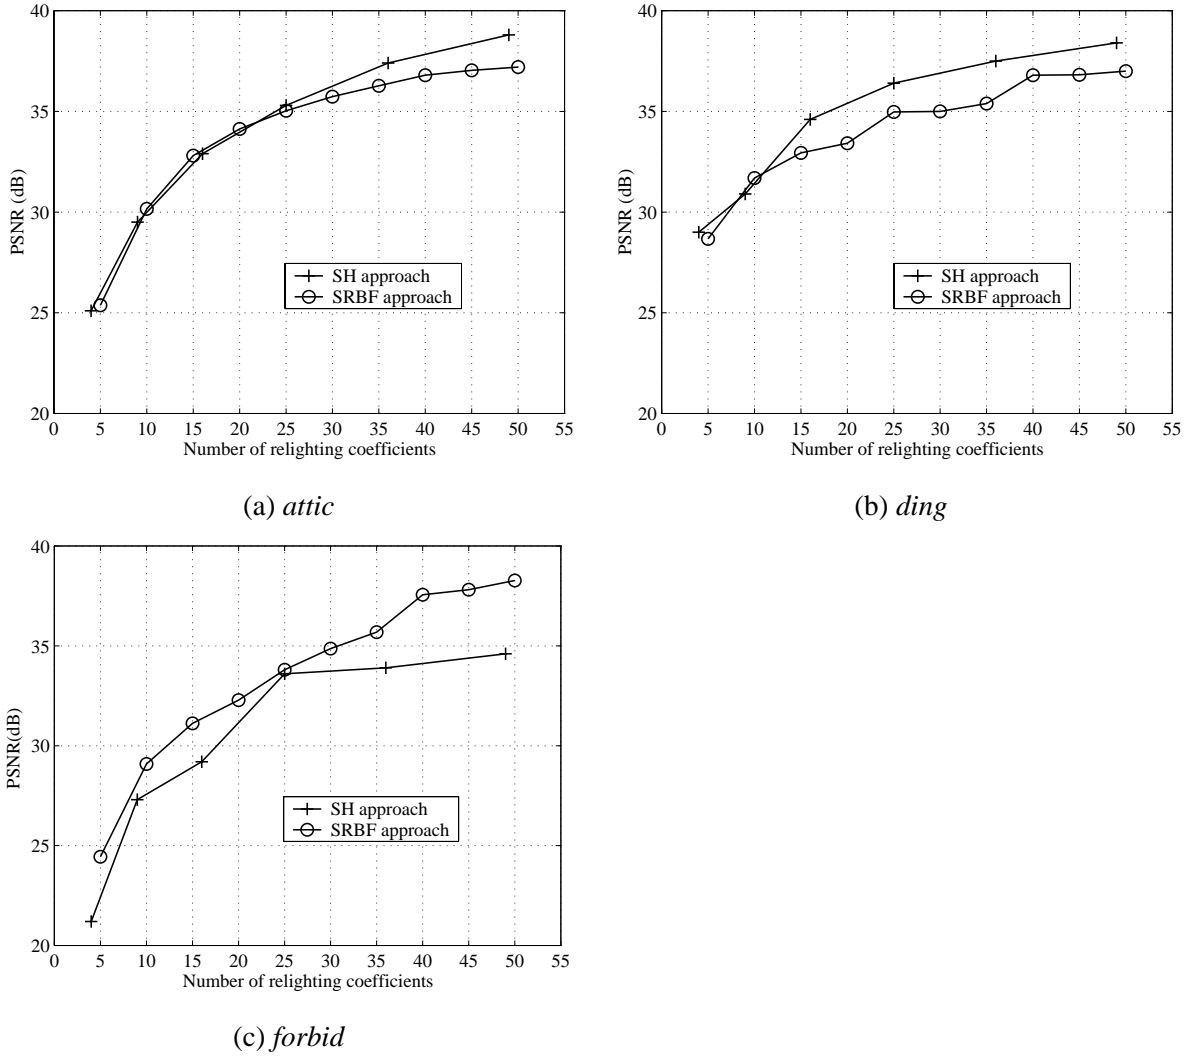 40
35
30
25
20
PSNR (dB)
SH approach
SRBF approach
0 5 10 15 20 25 30 35 40 45 50 55
Number of relighting coefficients
(a) attic
40
35
30
25
20
PSNR (dB)
SH approach
SRBF approach
0 5 10 15 20 25 30 35 40 45 50 55
Number of relighting coefficients
(b) ding
40
35
30
25
20
PSNR(dB)
SH approach
SRBF approach
0 5 10 15 20 25 30 35 40 45 50 55
Number of relighting coefficients
(c) forbid